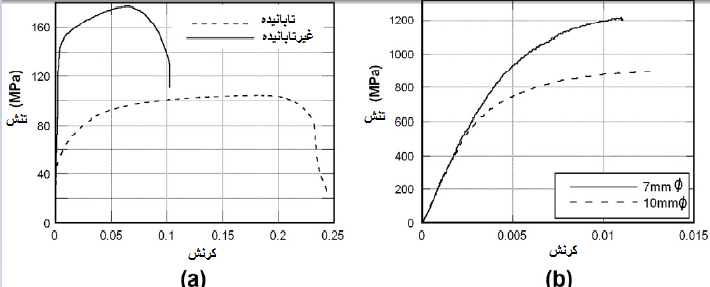 160
120
80
40
0
تنش (MPa)
تابانیده
غیرتابانیده
0 0.05 0.1 0.15 0.2 0.25
کرنش
(a)
1200
1000
800
600
400
200
0
تنش (MPa)
7mm ϕ
10mmϕ
0 0.005 0.01 0.015
کرنش
(b)